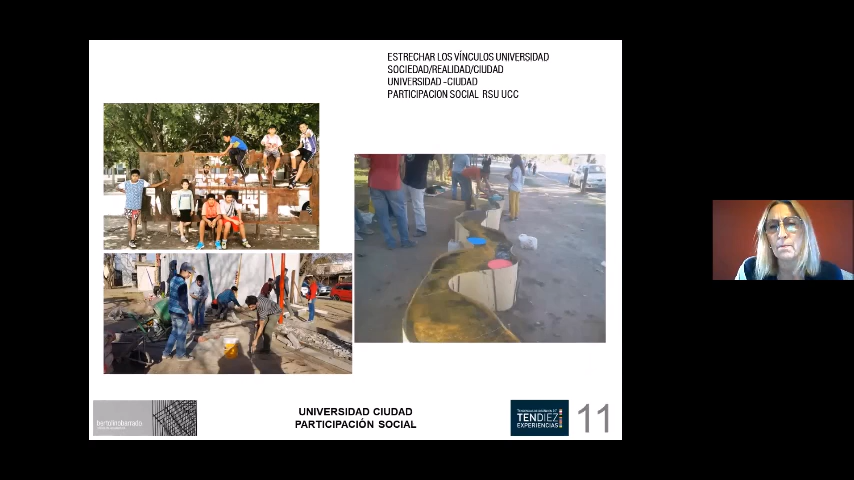 ESTRECHAR LOS VÍNCULOS UNIVERSIDAD
SOCIEDAD/REALIDAD/CIUDAD
UNIVERSIDAD -CIUDAD
PARTICIPACION SOCIAL RSU UCC
bertolinobarrado
UNIVERSIDAD CIUDAD
PARTICIPACIÓN SOCIAL
TENDIEZ
EXPERIENCIAS
11